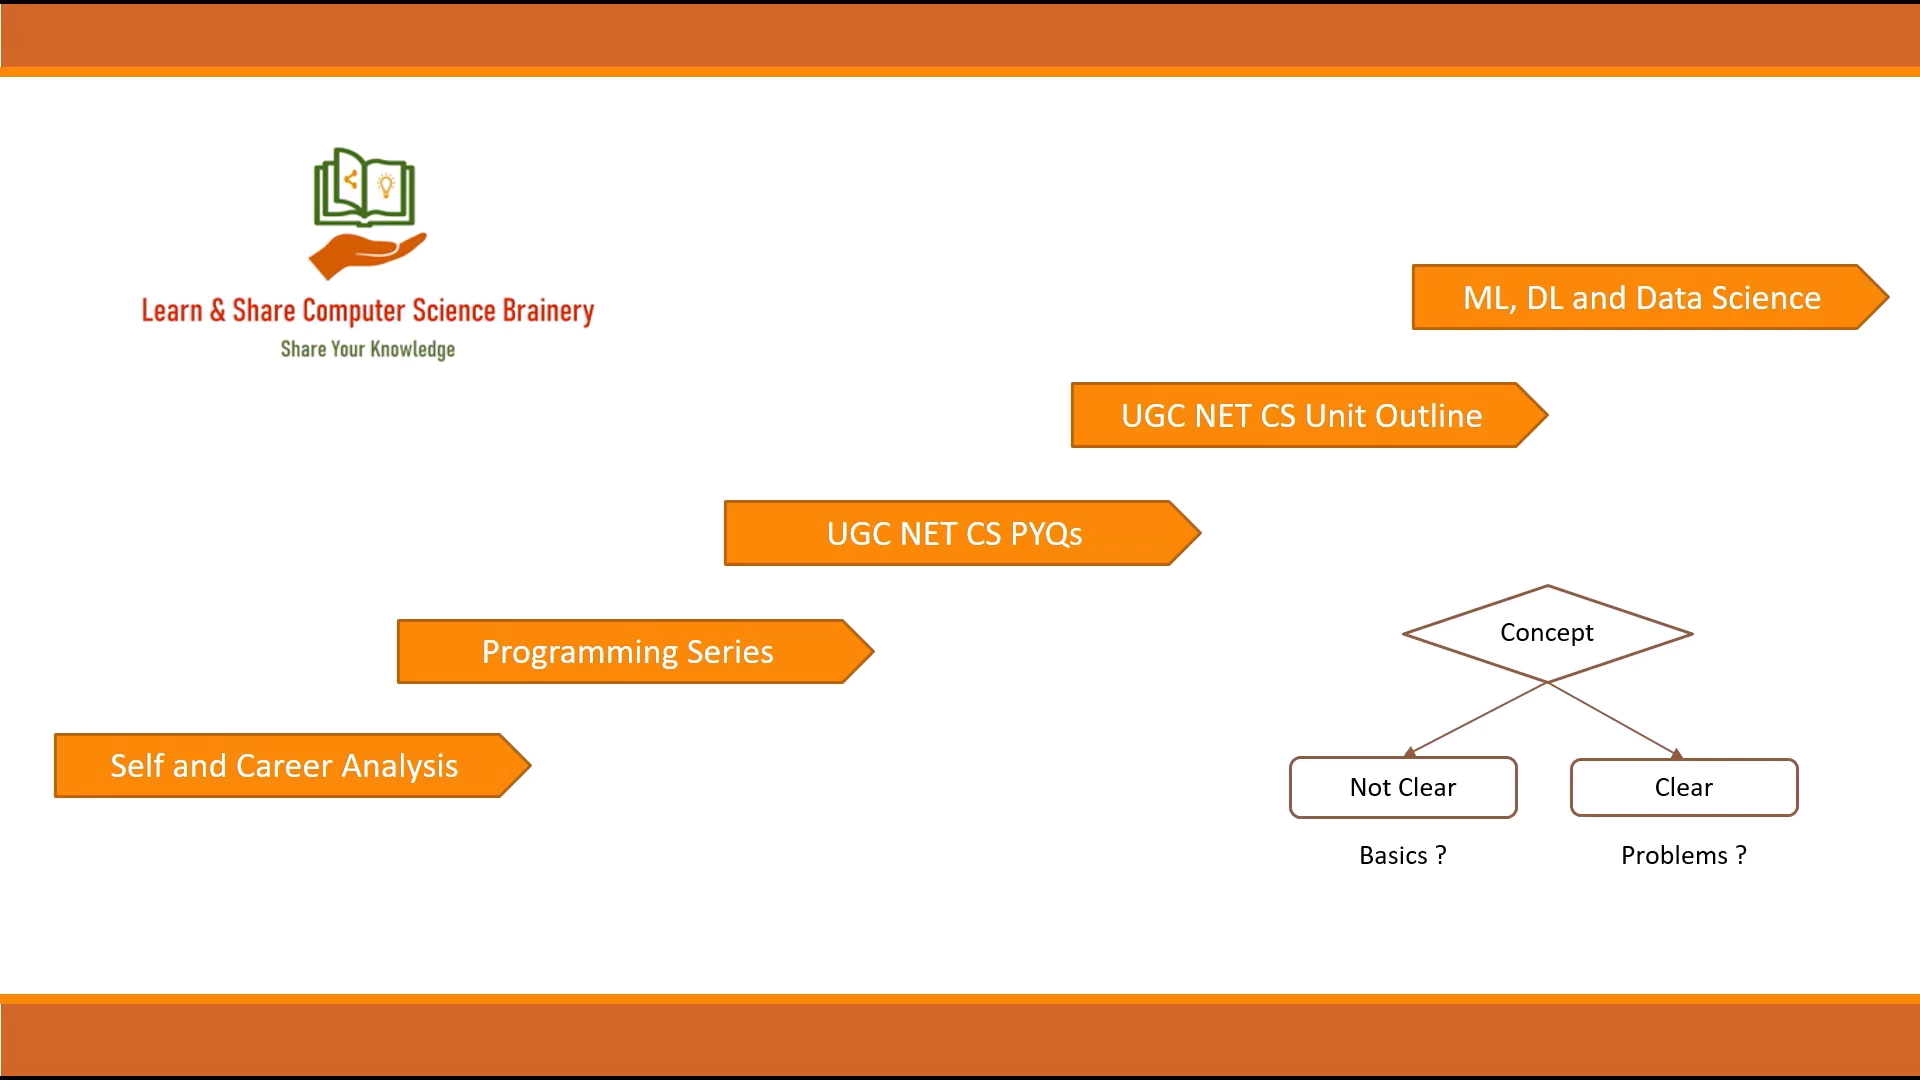 Learn & Share Computer Science Brainery
Share Your Knowledge
ML, DL and Data Science
UGC NET CS Unit Outline
UGC NET CS PYQs
Programming Series
Self and Career Analysis
Concept
Not Clear
Clear
Basics ?
Problems ?